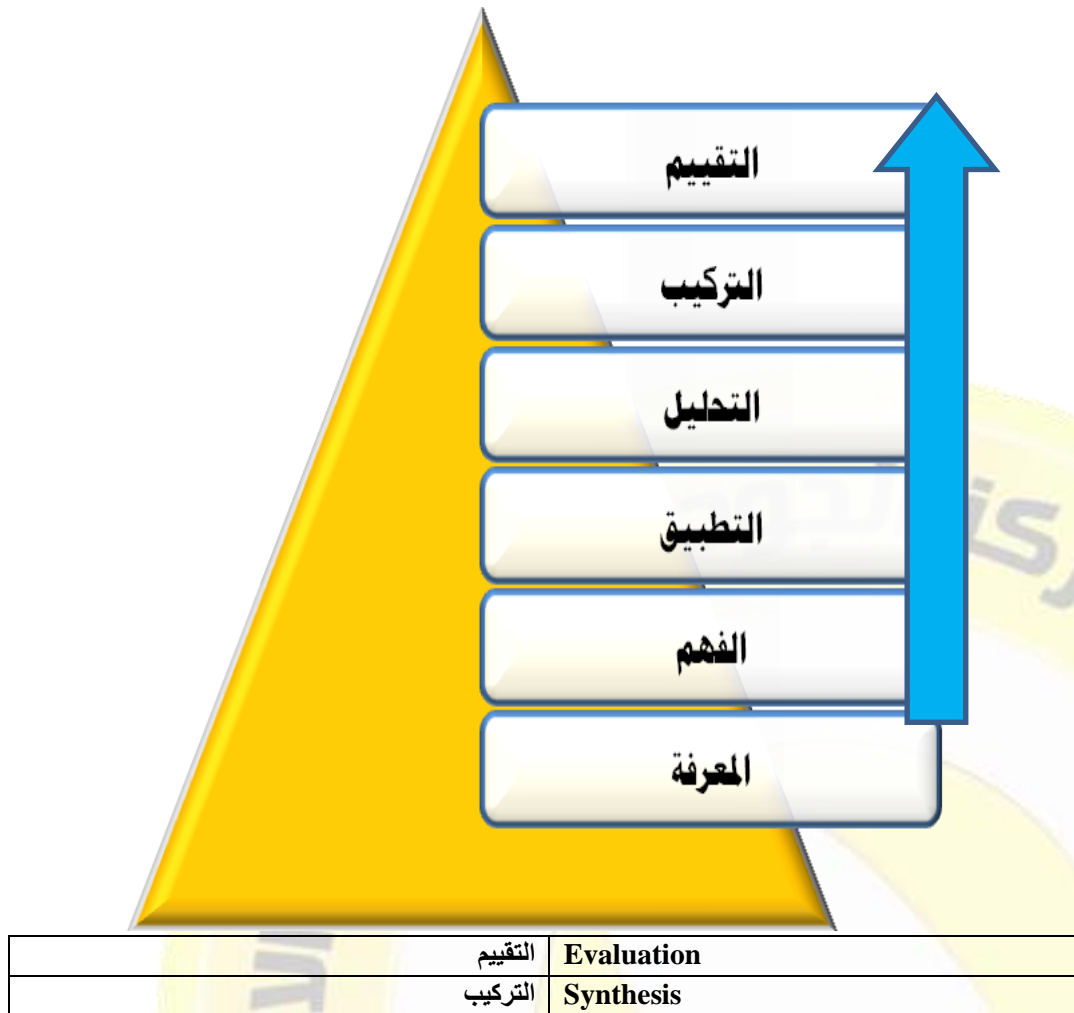 التقييم
التركيب
التحليل
التطبيق
الفهم
المعرفة
التقييم Evaluation
التركيب Synthesis